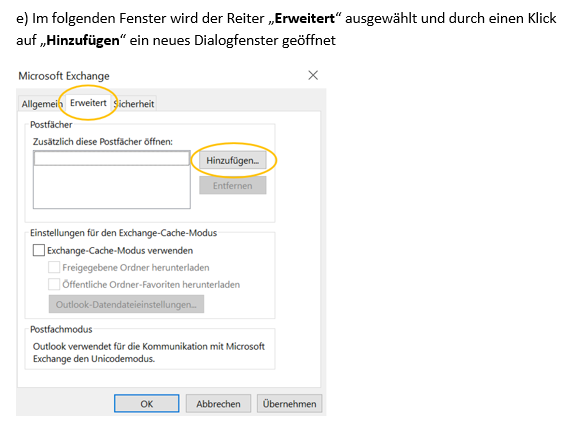 e) Im folgenden Fenster wird der Reiter „Erweitert“ ausgewählt und durch einen Klick
auf „Hinzufügen“ ein neues Dialogfenster geöffnet
Microsoft Exchange
Allgemein Erweitert Sicherheit
Postfächer
Zusätzlich diese Postfächer öffnen:
Hinzufügen...
Entfernen
Einstellungen für den Exchange-Cache-Modus
Exchange-Cache-Modus verwenden
Freigegebene Ordner herunterladen
Öffentliche Ordner-Favoriten herunterladen
Outlook-Datendateieinstellungen...
Postfachmodus
Outlook verwendet für die Kommunikation mit Microsoft
Exchange den Unicodemodus.
OK Abbrechen Übernehmen